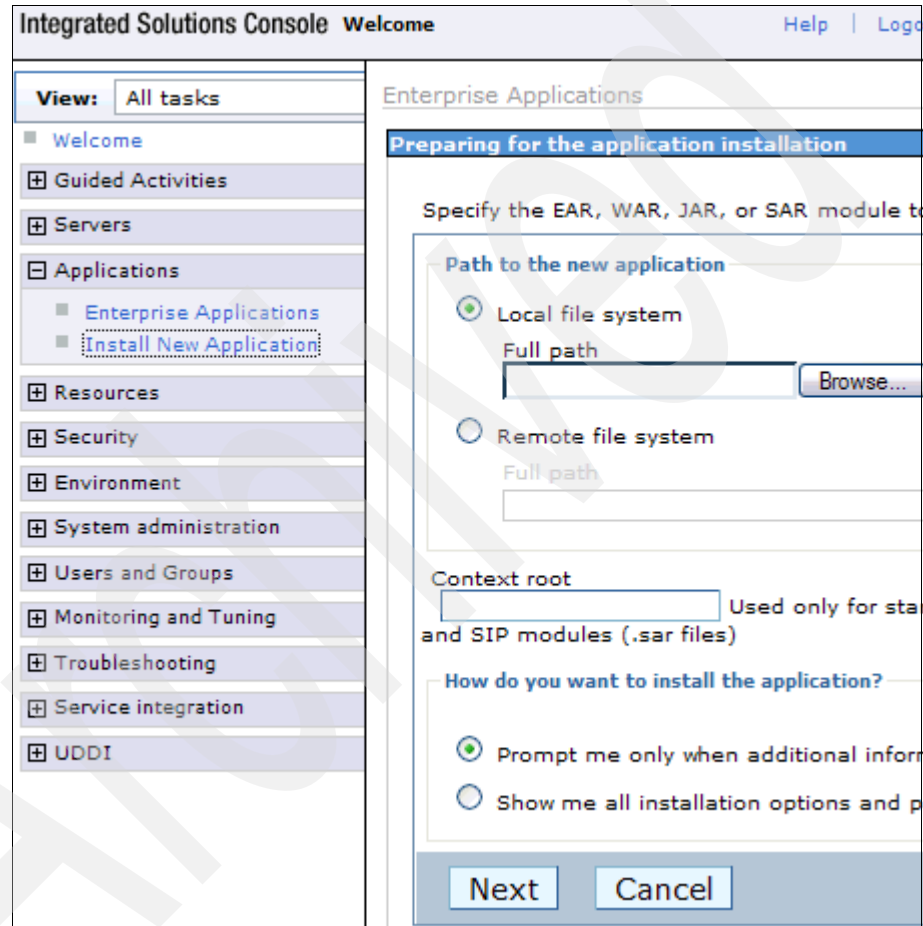 Integrated Solutions Console Welcome
Help | Logo
View: All tasks
Welcome
Guided Activities
Servers
Applications
Enterprise Applications
Install New Application
Resources
Security
Environment
System administration
Users and Groups
Monitoring and Tuning
Troubleshooting
Service integration
UDDI
Enterprise Applications
Preparing for the application installation
Specify the EAR, WAR, JAR, or SAR module to
Path to the new application
Local file system
Full path
Browse...
Remote file system
Full path
Context root
Used only for star
and SIP modules (.sar files)
How do you want to install the application?
Prompt me only when additional inforr
Show me all installation options and p
Next Cancel
Archived